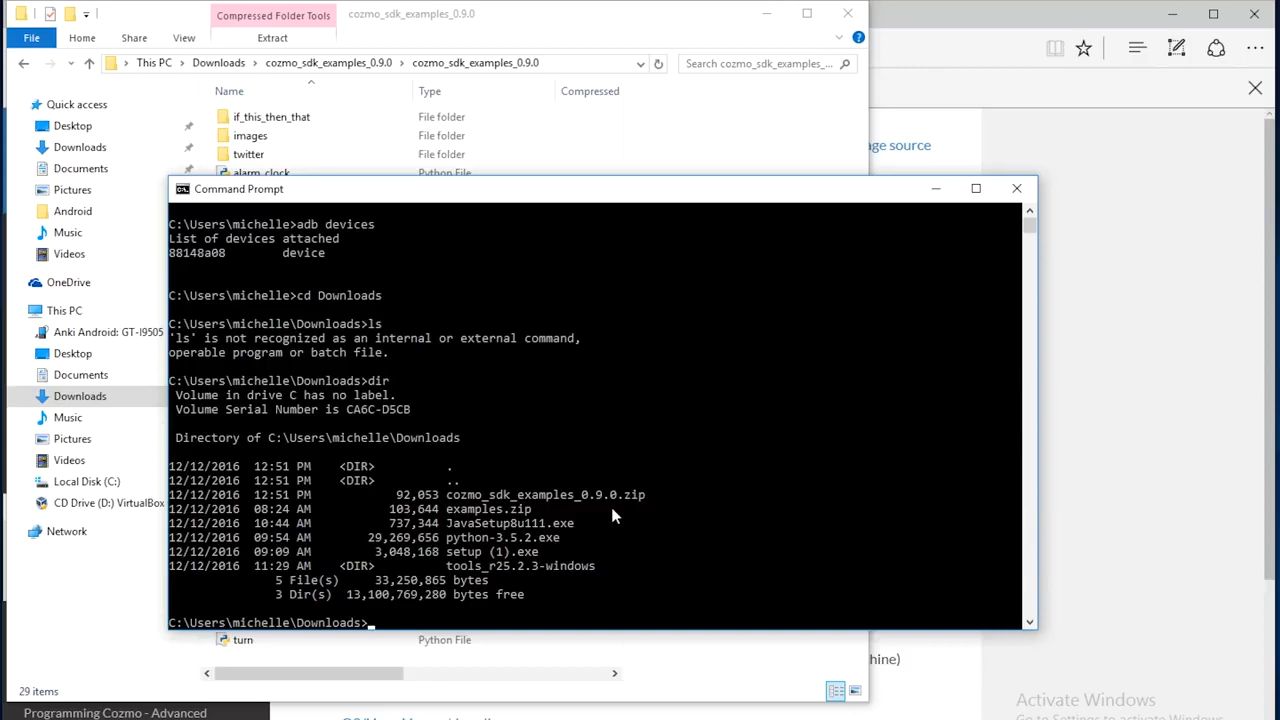 Compressed Folder Tools
cozmo_sdk_examples_0.9.0
File
Home
Share
View
Extract
This PC
Downloads
cozmo_sdk_examples_0.9.0
cozmo_sdk_examples_0.9.0
Search cozmo_sdk_examples_...
Name
Type
Compressed
Quick access
Desktop
Downloads
Documents
Pictures
Android
Music
Videos
OneDrive
This PC
Anki Android: GT-I9505
Desktop
Documents
Downloads
Music
Pictures
Videos
Local Disk (C:)
CD Drive (D:) VirtualBox
Network
if_this_then_that
File folder
images
File folder
twitter
File folder
alarm_clock
Python File
age source
Command Prompt
C:\Users\michelle>adb devices
List of devices attached
88148a08        device
C:\Users\michelle>cd Downloads
C:\Users\michelle\Downloads>ls
'ls' is not recognized as an internal or external command,
operable program or batch file.
C:\Users\michelle\Downloads>dir
Volume in drive C has no label.
Volume Serial Number is CA6C-D5CB
Directory of C:\Users\michelle\Downloads
12/12/2016  12:51 PM    <DIR>          .
12/12/2016  12:51 PM    <DIR>          ..
12/12/2016  12:51 PM            92,053 cozmo_sdk_examples_0.9.0.zip
12/12/2016  08:24 AM           103,644 examples.zip
12/12/2016  10:44 AM           737,344 JavaSetup8u111.exe
12/12/2016  09:54 AM        29,269,656 python-3.5.2.exe
12/12/2016  09:09 AM         3,048,168 setup (1).exe
12/12/2016  11:29 AM    <DIR>          tools_r25.2.3-windows
5 File(s)     33,250,865 bytes
3 Dir(s)  13,100,769,280 bytes free
C:\Users\michelle\Downloads>
turn
Python File
hine)
29 items
Programming Cozmo - Advanced
Activate Windows